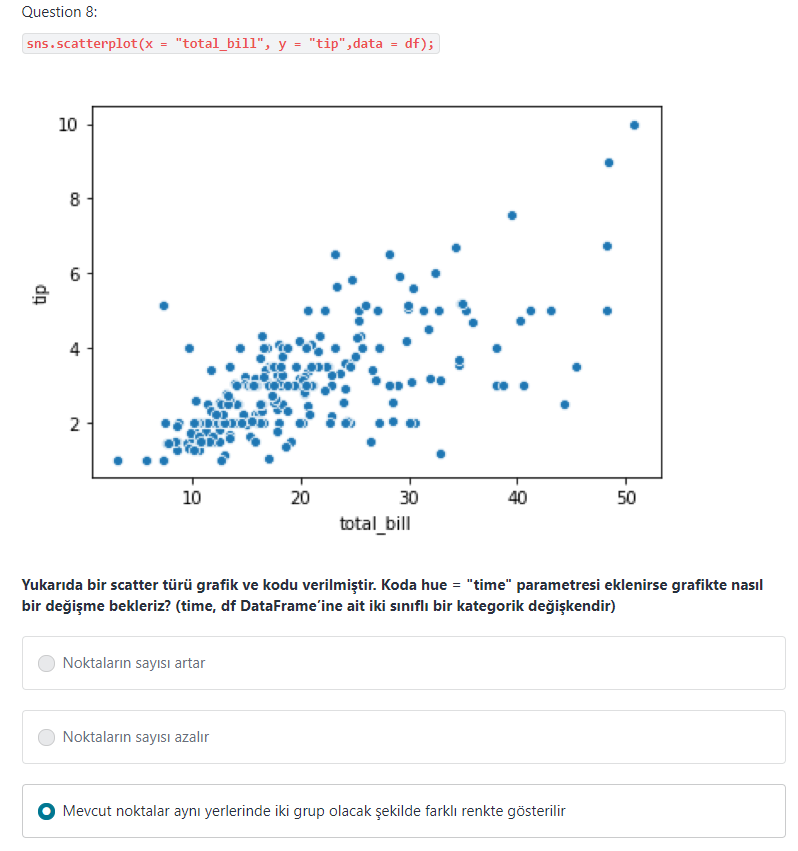 Question 8:
sns.scatterplot(x = "total_bill", y = "tip",data = df);
10
8
6
4
2
tip
10 20 30 40 50
total_bill
Yukarıda bir scatter türü grafik ve kodu verilmiştir. Koda hue = "time" parametresi eklenirse grafikte nasıl
bir değişme bekleriz? (time, df DataFrame’ine ait iki sınıflı bir kategorik değişkendir)
Noktaların sayısı artar
Noktaların sayısı azalır
Mevcut noktalar aynı yerlerinde iki grup olacak şekilde farklı renkte gösterilir